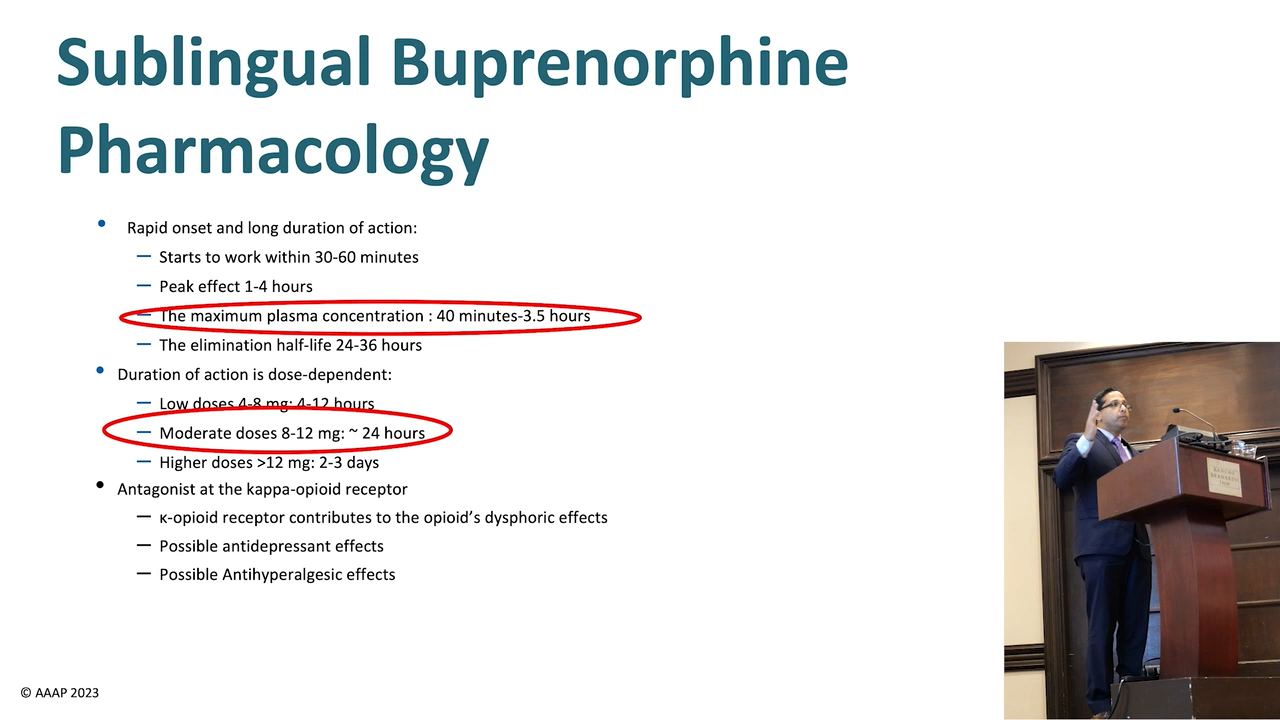 Sublingual Buprenorphine
Pharmacology
• Rapid onset and long duration of action:
— Starts to work within 30-60 minutes
— Peak effect 1-4 hours
— The maximum plasma concentration : 40 minutes-3.5 hours
— The elimination half-life 24-36 hours
• Duration of action is dose-dependent:
— Low doses 4-8 mg: 4-12 hours
— Moderate doses 8-12 mg: ~ 24 hours
— Higher doses >12 mg: 2-3 days
• Antagonist at the kappa-opioid receptor
— κ-opioid receptor contributes to the opioid’s dysphoric effects
— Possible antidepressant effects
— Possible Antihyperalgesic effects
© AAAP 2023